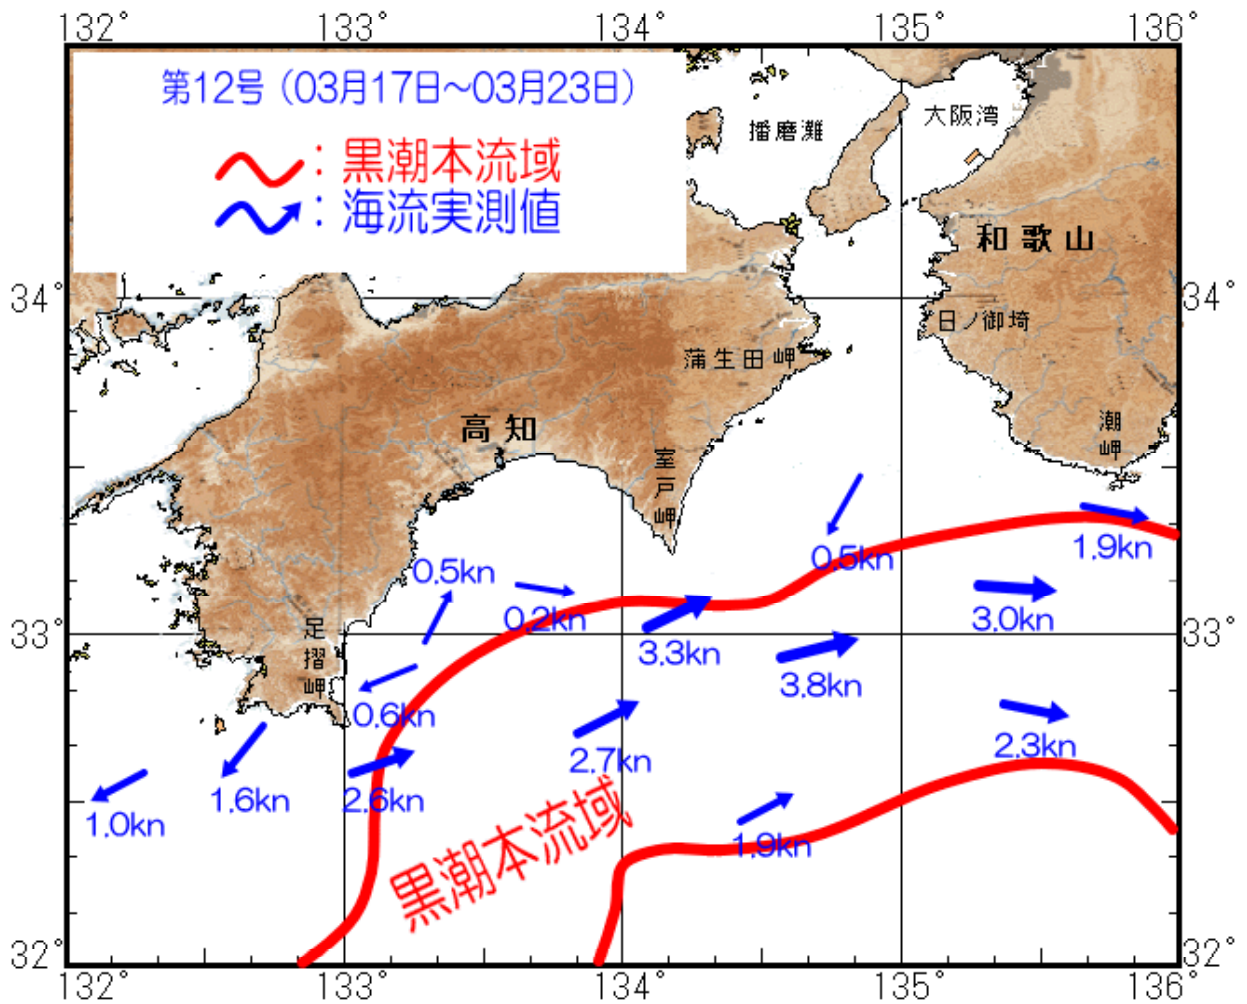 132° 133° 134° 135° 136°
第12号（03月17日～03月23日）
：黒潮本流域
：海流実測値
播磨灘
大阪湾
和歌山
34° 34°
日ノ御埼
蒲生田岬
高知
潮岬
室戸岬
0.5kn
1.9kn
0.5kn
0.2kn
3.0kn
足摺岬
33° 33°
3.3kn
3.8kn
0.6kn
2.7kn
2.3kn
1.6kn
2.6kn
1.0kn
1.9kn
黒潮本流域
32° 32°
132° 133° 134° 135° 136°